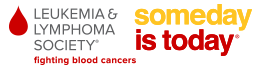 LEUKEMIA &
LYMPHOMA
SOCIETY®
fighting blood cancers
someday
is today®